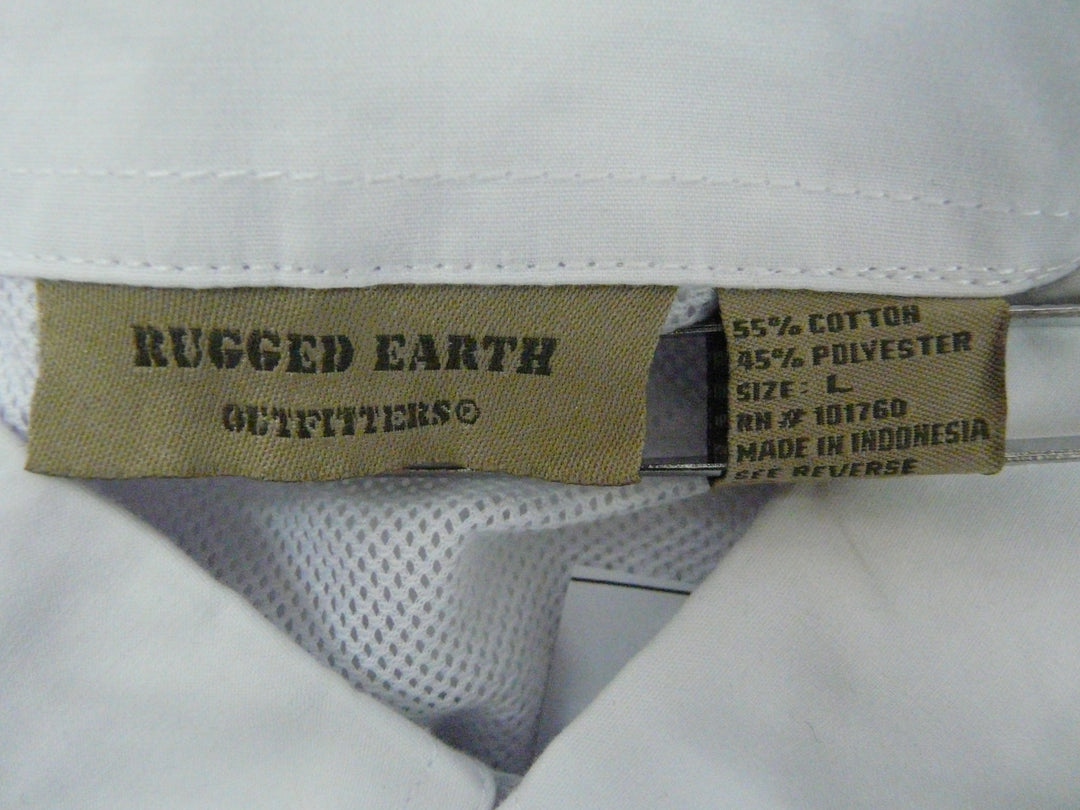 RUGGED EARTH
OUTFITTERS®
55% COTTON
45% POLYESTER
SIZE: L
RN # 101760
MADE IN INDONESIA
SEE REVERSE